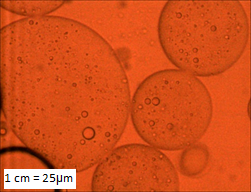 1 cm = 25µm